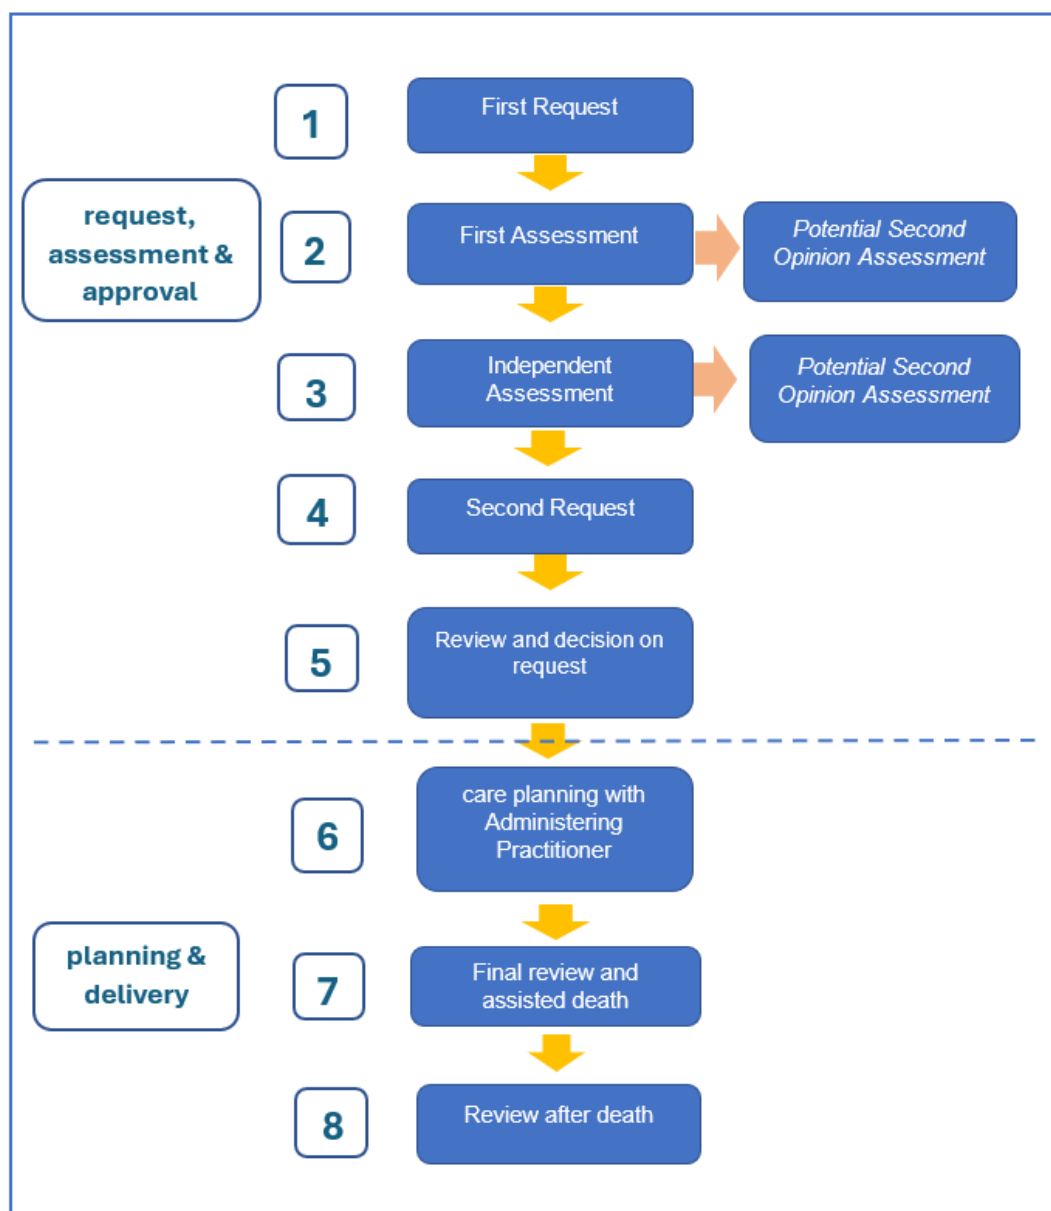 1
First Request
request,
assessment &
approval
2
First Assessment
Potential Second
Opinion Assessment
3
Independent
Assessment
Potential Second
Opinion Assessment
4
Second Request
5
Review and decision on
request
6
care planning with
Administering
Practitioner
planning &
delivery
7
Final review and
assisted death
8
Review after death